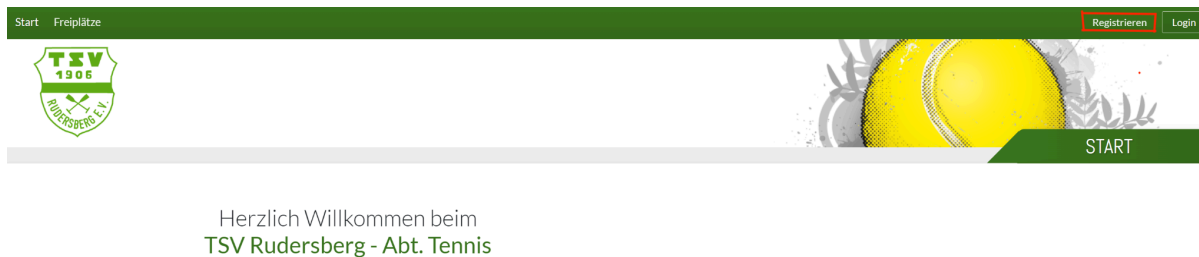 Start Freiplätze Registrieren Login
TSV
1906
RUDERSBERG E.V.
START
Herzlich Willkommen beim
TSV Rudersberg - Abt. Tennis